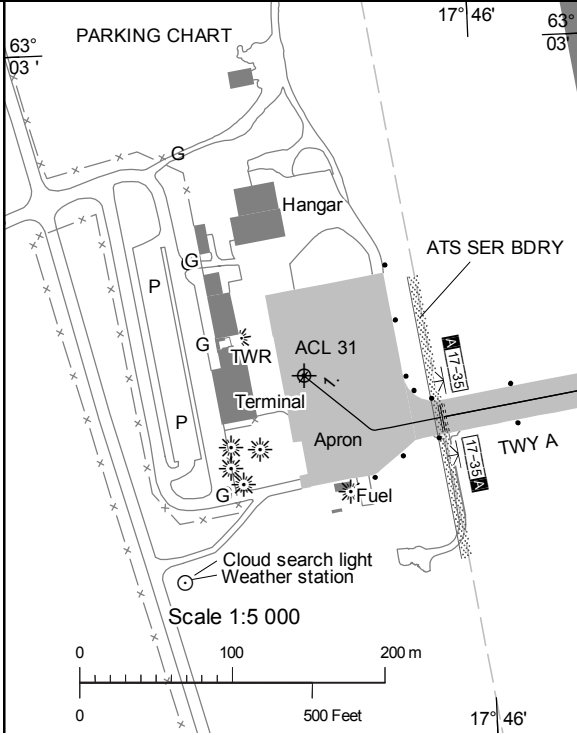 PARKING CHART
17° 46'
63°
03 '
63°
03'
G
Hangar
ATS SER BDRY
G
P
G
TWR
ACL 31
A 17-35
1.
Terminal
P
Apron
TWY A
17-35 A
G
Fuel
Cloud search light
Weather station
Scale 1:5 000
0 100 200 m
0 500 Feet
17° 46'